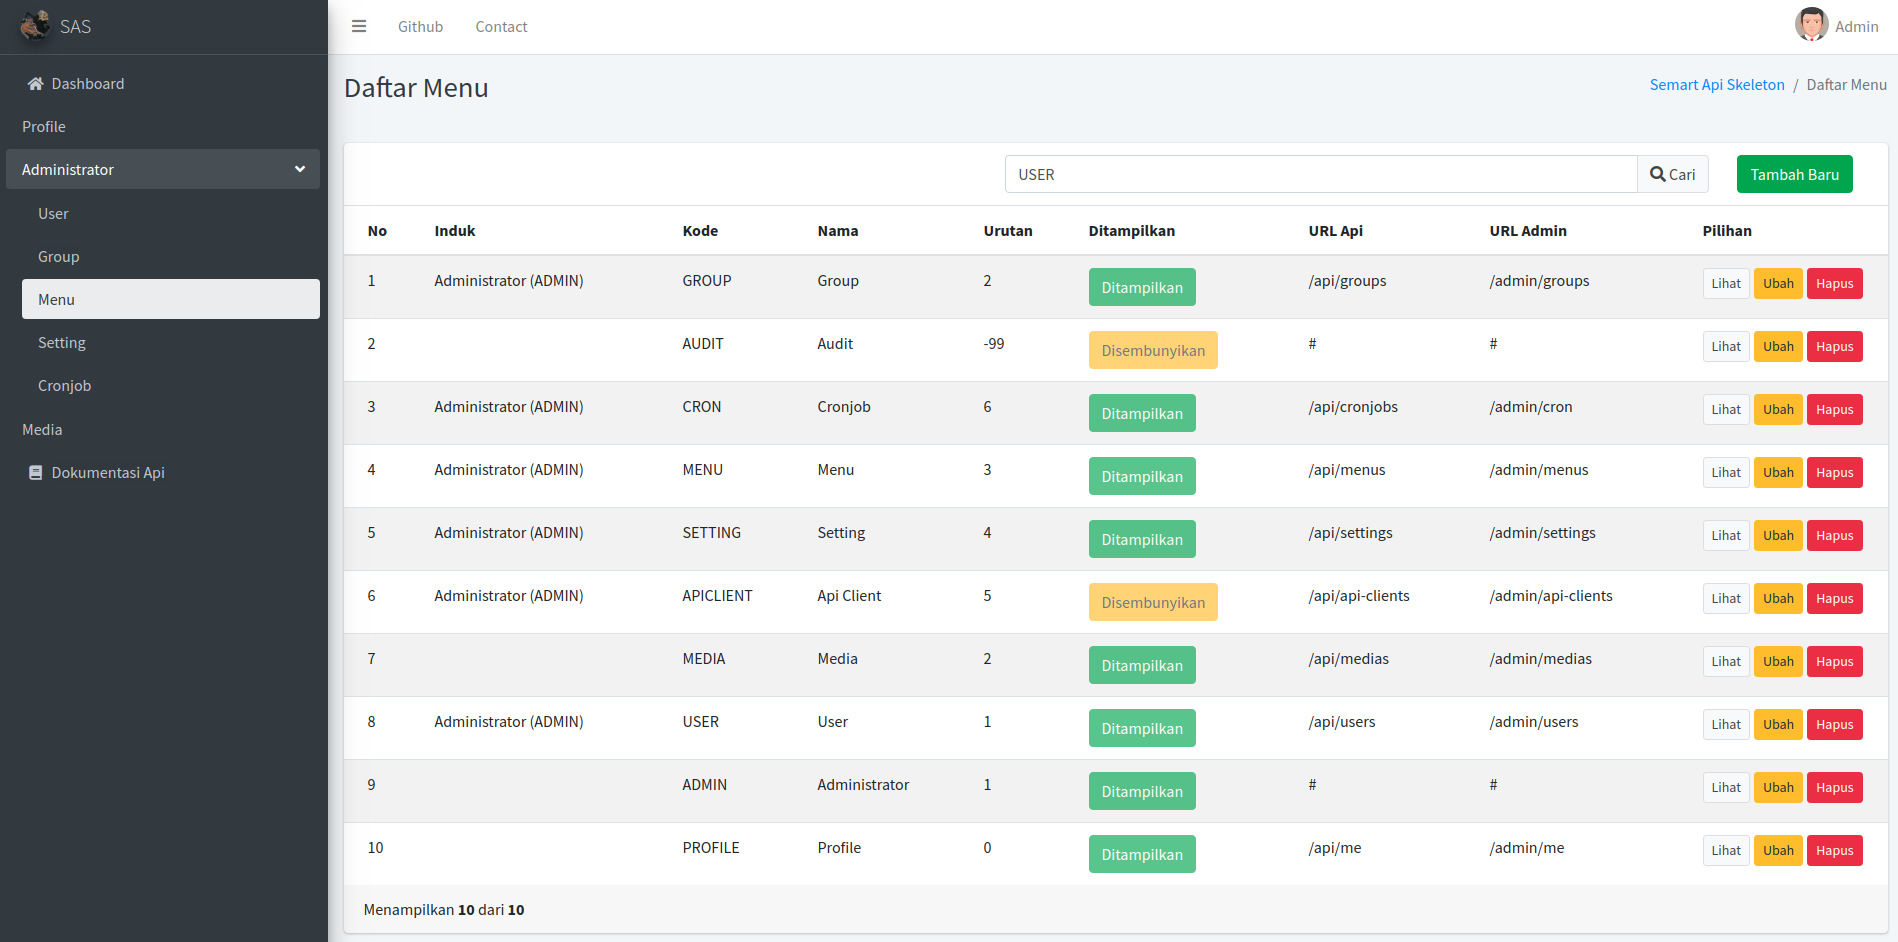 SAS
Github Contact
Admin
Dashboard
Profile
Administrator
User
Group
Menu
Setting
Cronjob
Media
Dokumentasi Api
Daftar Menu
Semart Api Skeleton / Daftar Menu
USER Cari Tambah Baru
No Induk Kode Nama Urutan Ditampilkan URL Api URL Admin Pilihan
1 Administrator (ADMIN) GROUP Group 2 Ditampilkan /api/groups /admin/groups Lihat Ubah Hapus
2 AUDIT Audit -99 Disembunyikan # # Lihat Ubah Hapus
3 Administrator (ADMIN) CRON Cronjob 6 Ditampilkan /api/cronjobs /admin/cron Lihat Ubah Hapus
4 Administrator (ADMIN) MENU Menu 3 Ditampilkan /api/menus /admin/menus Lihat Ubah Hapus
5 Administrator (ADMIN) SETTING Setting 4 Ditampilkan /api/settings /admin/settings Lihat Ubah Hapus
6 Administrator (ADMIN) APICLIENT Api Client 5 Disembunyikan /api/api-clients /admin/api-clients Lihat Ubah Hapus
7 MEDIA Media 2 Ditampilkan /api/medias /admin/medias Lihat Ubah Hapus
8 Administrator (ADMIN) USER User 1 Ditampilkan /api/users /admin/users Lihat Ubah Hapus
9 ADMIN Administrator 1 Ditampilkan # # Lihat Ubah Hapus
10 PROFILE Profile 0 Ditampilkan /api/me /admin/me Lihat Ubah Hapus
Menampilkan 10 dari 10